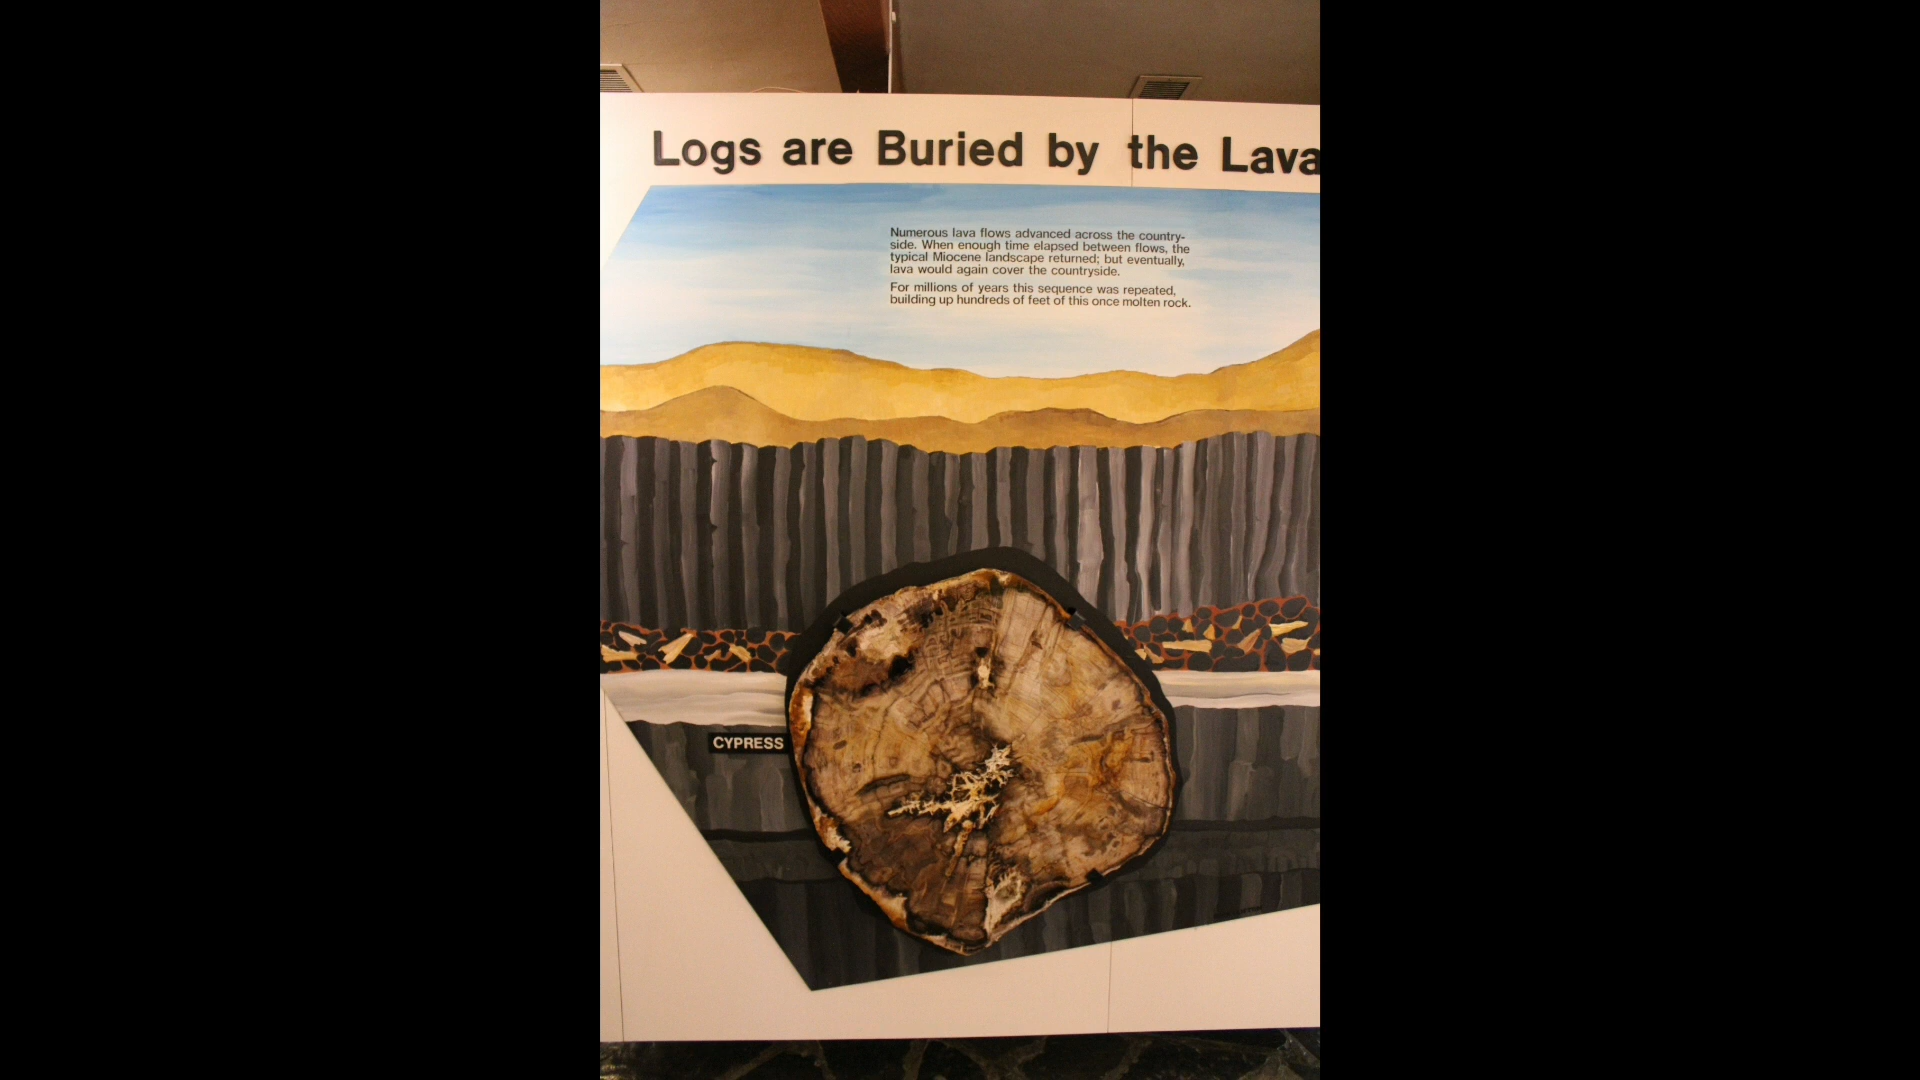 Logs are Buried by the Lava
Numerous lava flows advanced across the country-
side. When enough time elapsed between flows, the
typical Miocene landscape returned; but eventually,
lava would again cover the countryside.
For millions of years this sequence was repeated,
building up hundreds of feet of this once molten rock.
CYPRESS